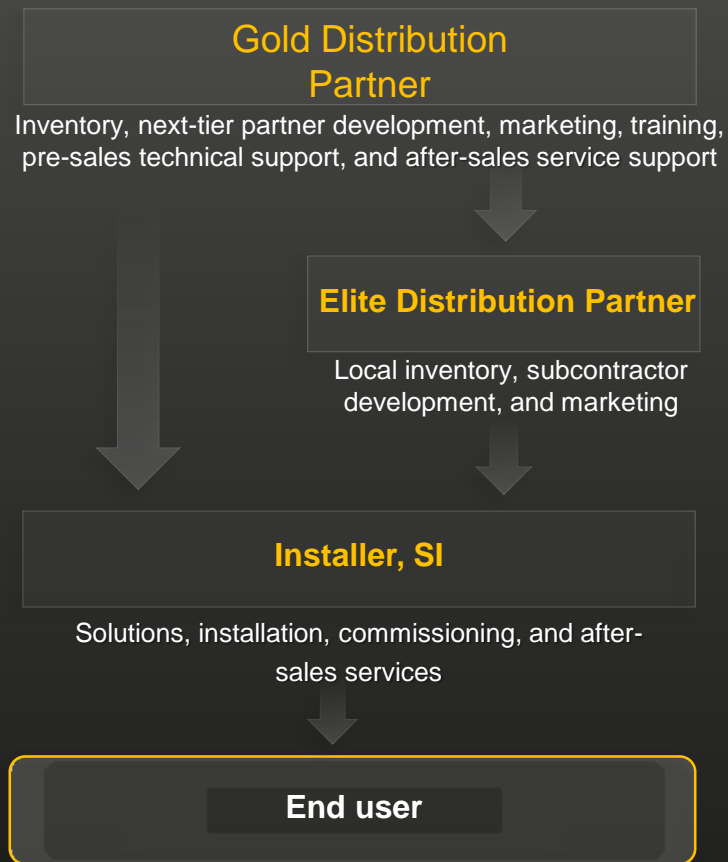 Gold Distribution
Partner
Inventory, next-tier partner development, marketing, training,
pre-sales technical support, and after-sales service support
Elite Distribution Partner
Local inventory, subcontractor
development, and marketing
Installer, SI
Solutions, installation, commissioning, and after-
sales services
End user